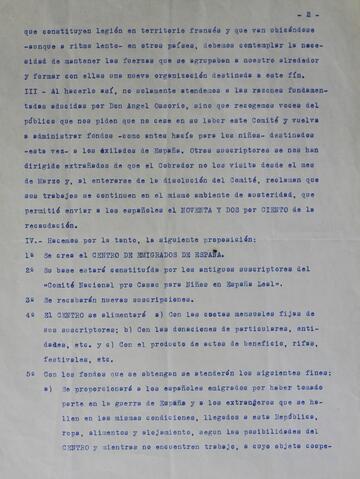 - 2 -
que constituyen legión en territorio francés y que van ubicándose
-aunque a ritmo lento- en otros países, debemos contemplar la nece-
sidad de mantener las fuerzas que se agrupaban a nuestro alrededor
y formar con ellas una nueva organización destinada a este fin.
III - Al hacerlo así, no solamente atendemos a las razones fundamen-
tadas aducidas por Don Angel Ossorio, sino que recogemos voces del
público que nos piden que no cese en su labor este Comité y vuelva
a administrar fondos -como antes hacía para los niños- destinados
-esta vez- a los éxilados de España. Otros suscriptores se nos han
dirigido extrañados de que el Cobrador no los visita desde el mes
de Marzo y, al enterarse de la disolución del Comité, reclaman que
sus trabajos se continuen en el mismo ambiente de austeridad, que
permitió enviar a los españoles el NOVENTA Y DOS por CIENTO de la
recaudación.
IV.- Hacemos por la tanto, la siguiente proposición:
1º Se crea el CENTRO DE EMIGRADOS DE ESPAÑA.
2º Su base estará constituída por los antiguos suscriptores del
"Comité Nacional pro Casas para Niños en España Leal".
3º Se recabarán nuevas suscripciones.
4º El CENTRO se alimentará a) Con las cuotas mensuales fijas de
sus suscriptores; b) Con las donaciones de particulares, enti-
dades, etc. y c) Con el producto de actos de beneficio, rifas,
festivales, etc.
5º Con los fondos que se obtengan se atenderán los siguientes fines;
a) Se proporcionará a los españoles emigrados por haber tomado
parte en la guerra de España y a los extranjeros que se ha-
llen en las mismas condiciones, llegados a esta República,
ropa, alimentos y alojamiento, segun las posibilidades del
CENTRO y mientras no encuentren trabajo, a cuyo objeto coope-